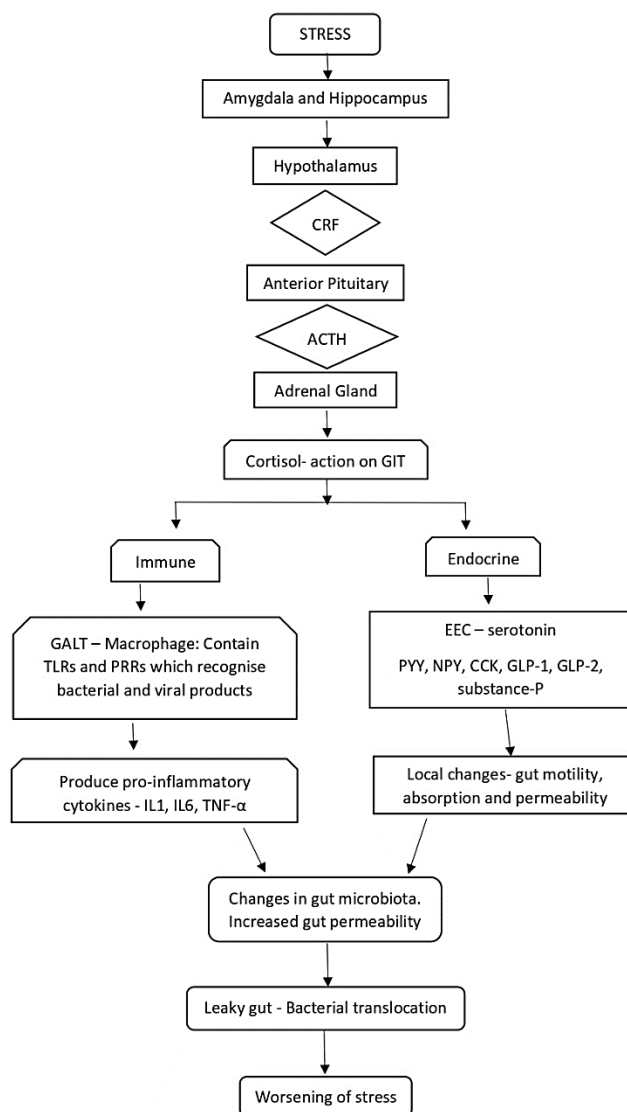 STRESS
Amygdala and Hippocampus
Hypothalamus
CRF
Anterior Pituitary
ACTH
Adrenal Gland
Cortisol- action on GIT
Immune
Endocrine
GALT – Macrophage: Contain
TLRs and PRRs which recognise
bacterial and viral products
EEC – serotonin
PYY, NPY, CCK, GLP-1, GLP-2,
substance-P
Produce pro-inflammatory
cytokines - IL1, IL6, TNF-α
Local changes- gut motility,
absorption and permeability
Changes in gut microbiota.
Increased gut permeability
Leaky gut - Bacterial translocation
Worsening of stress